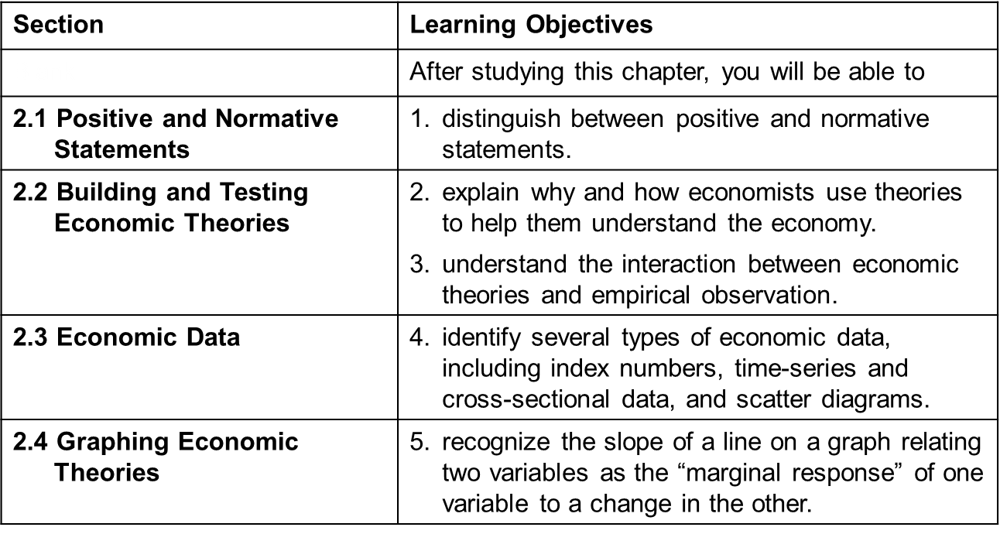 Section
Learning Objectives
After studying this chapter, you will be able to
2.1 Positive and Normative
Statements
1. distinguish between positive and normative
statements.
2.2 Building and Testing
Economic Theories
2. explain why and how economists use theories
to help them understand the economy.
3. understand the interaction between economic
theories and empirical observation.
2.3 Economic Data
4. identify several types of economic data,
including index numbers, time-series and
cross-sectional data, and scatter diagrams.
2.4 Graphing Economic
Theories
5. recognize the slope of a line on a graph relating
two variables as the “marginal response” of one
variable to a change in the other.